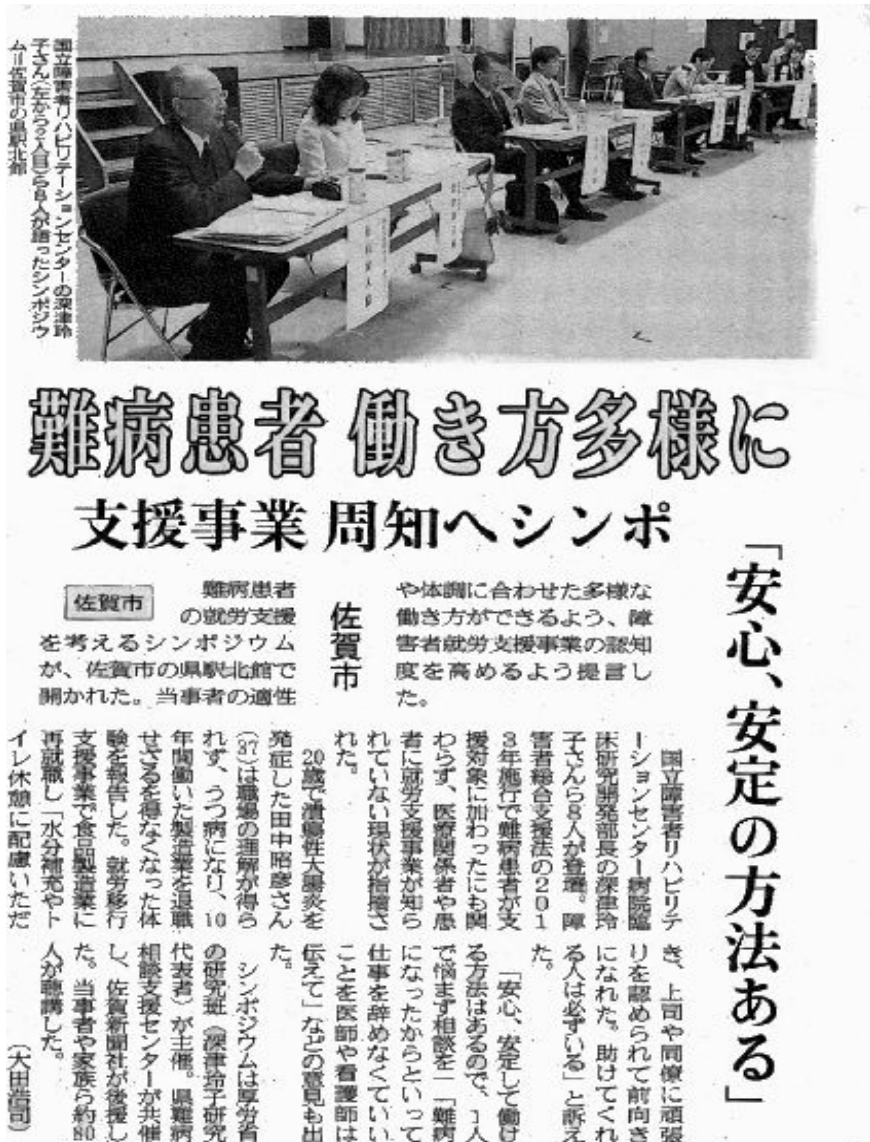 国立障害者リハビリテーションセンターの深津玲
子さん(左から2人目)ら8人が語ったシンポジウ
ム=佐賀市の県駅北館
難病患者 働き方多様に
支援事業 周知へシンポ
「安心、安定の方法ある」
佐賀市
難病患者
の就労支援
を考えるシンポジウム
が、佐賀市の県駅北館で
開かれた。当事者の適性
佐賀市
や体調に合わせた多様な
働き方ができるよう、障
害者就労支援事業の認知
度を高めるよう提言し
た。
国立障害者リハビリテ
ーションセンター病院臨
床研究開発部長の深津玲
子さんら8人が登壇。障
害者総合支援法の201
3年施行で難病患者が支
援対象に加わったにも関
わらず、医療関係者や患
者に就労支援事業が知ら
れていない現状が指摘さ
れた。
20歳で潰瘍性大腸炎を
発症した田中昭彦さん
(37)は職場の理解が得ら
れず、うつ病になり、10
年間働いた製造業を退職
せざるを得なくなった体
験を報告した。就労移行
支援事業で食品製造業に
再就職し「水分補充やト
イレ休憩に配慮いただ
き、上司や同僚に頑張
りを認められて前向き
になれた。助けてくれ
る人は必ずいる」と訴え
た。
「安心、安定して働け
る方法はあるので、1人
で悩まず相談を」「難病
になったからといって
仕事を辞めなくていい
ことを医師や看護師は
伝えて」などの意見も出
た。
シンポジウムは厚労省
の研究班(深津玲子研究
代表者)が主催。県難病
相談支援センターが共催
し、佐賀新聞社が後援し
た。当事者や家族ら約80
人が聴講した。
(大田浩司)